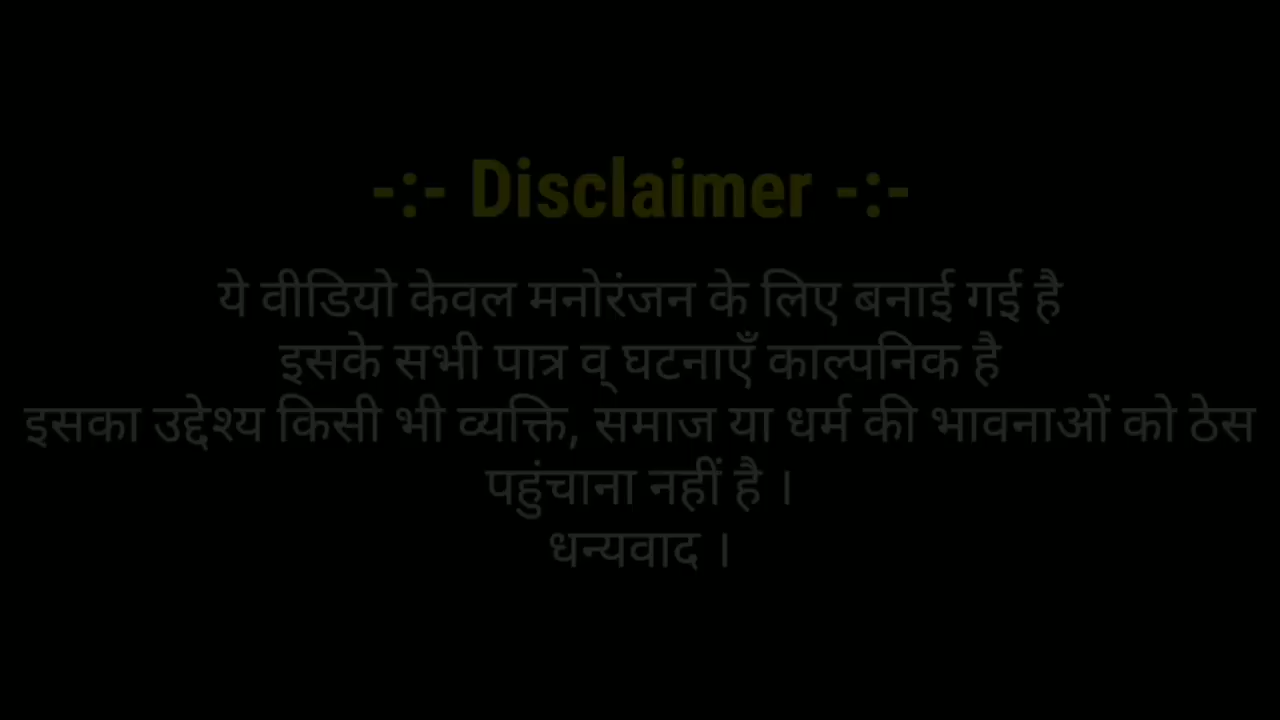 -:- Disclaimer -:-
ये वीडियो केवल मनोरंजन के लिए बनाई गई है
इसके सभी पात्र व् घटनाएँ काल्पनिक है
इसका उद्देश्य किसी भी व्यक्ति, समाज या धर्म की भावनाओं को ठेस
पहुंचाना नहीं है ।
धन्यवाद ।